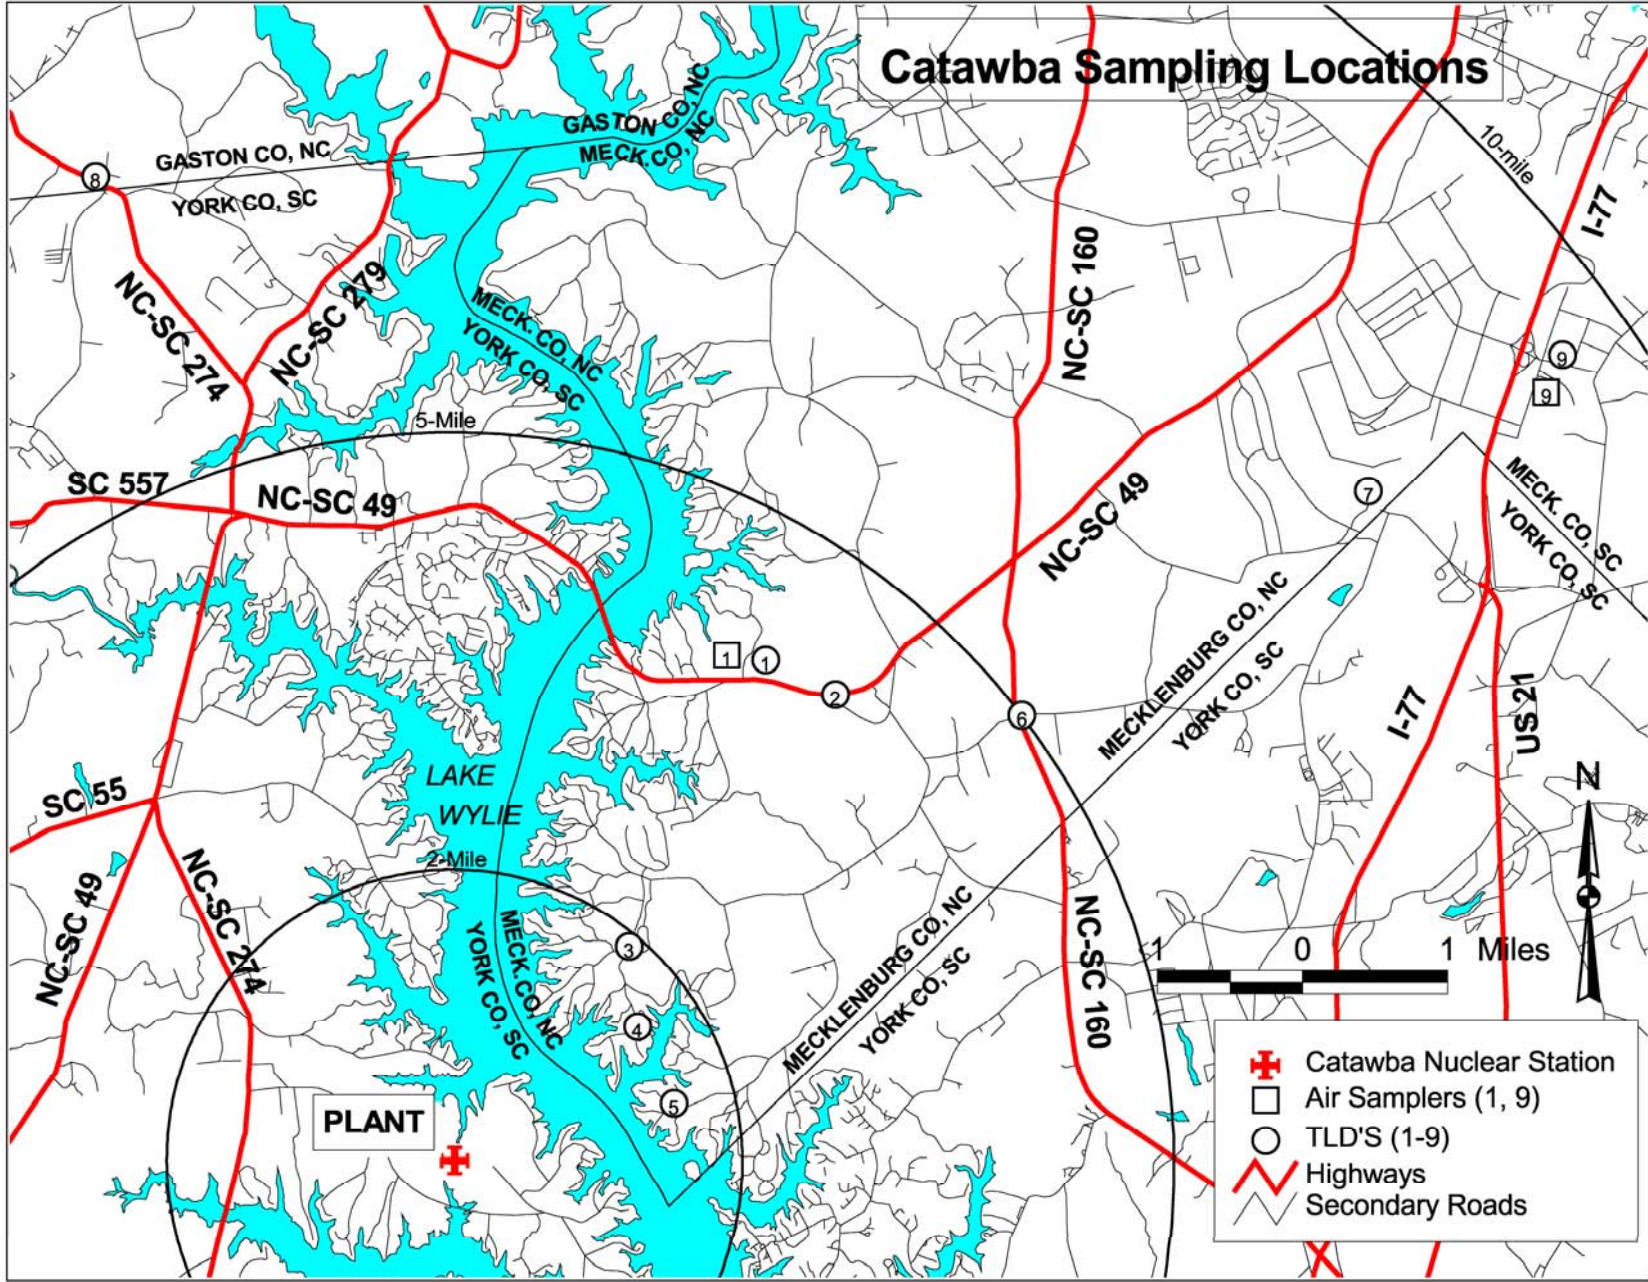 Catawba Sampling Locations
GASTON CO, NC
MECK. CO, NC
10-mile
GASTON CO, NC
YORK CO, SC
8
I-77
NC-SC 160
NC-SC 274
NC-SC 279
MECK. CO, NC
YORK CO, SC
9
9
5-Mile
SC 557
NC-SC 49
7
NC-SC 49
MECK. CO, SC
YORK CO, SC
1
1
2
6
MECKLENBURG CO, NC
YORK CO, SC
I-77
US 21
LAKE
WYLIE
N
SC 55
2-Mile
NC-SC 49
NC-SC 274
MECK.CO, NC
YORK CO, SC
3
4
5
MECKLENBURG CO, NC
YORK CO, SC
NC-SC 160
1 0 1 Miles
PLANT
Catawba Nuclear Station
Air Samplers (1, 9)
TLD'S (1-9)
Highways
Secondary Roads